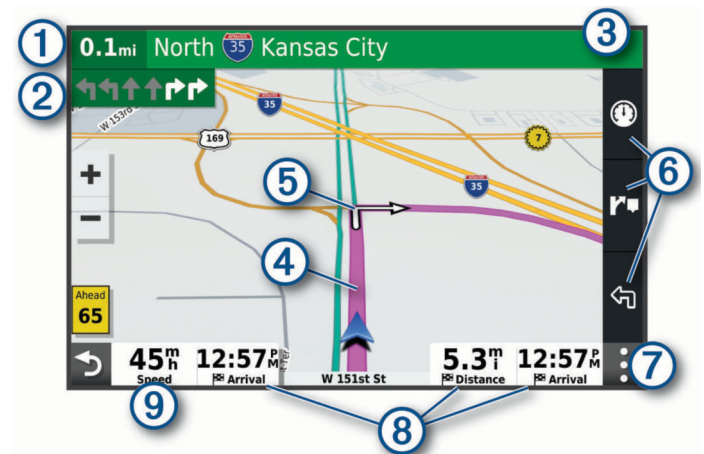 1
0.1mi North 35 Kansas City
3
2
W 153rd
35
169
7
5
35
6
4
Ahead
65
45mh
Speed
12:57PM
Arrival
W 151st St
5.3mi
Distance
12:57PM
Arrival
7
9
8